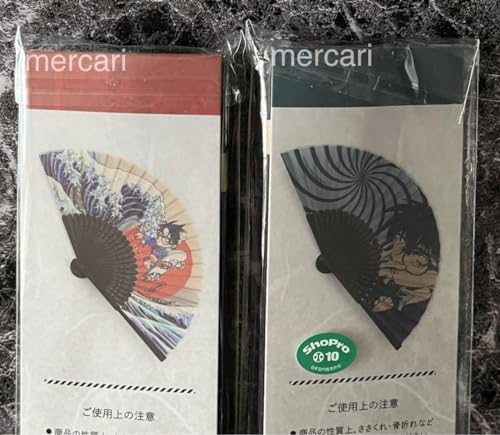 mercari
mercari
ShoPro
10
ご使用上の注意
ご使用上の注意
● 商品の性質上、ささくれ・骨折れなど